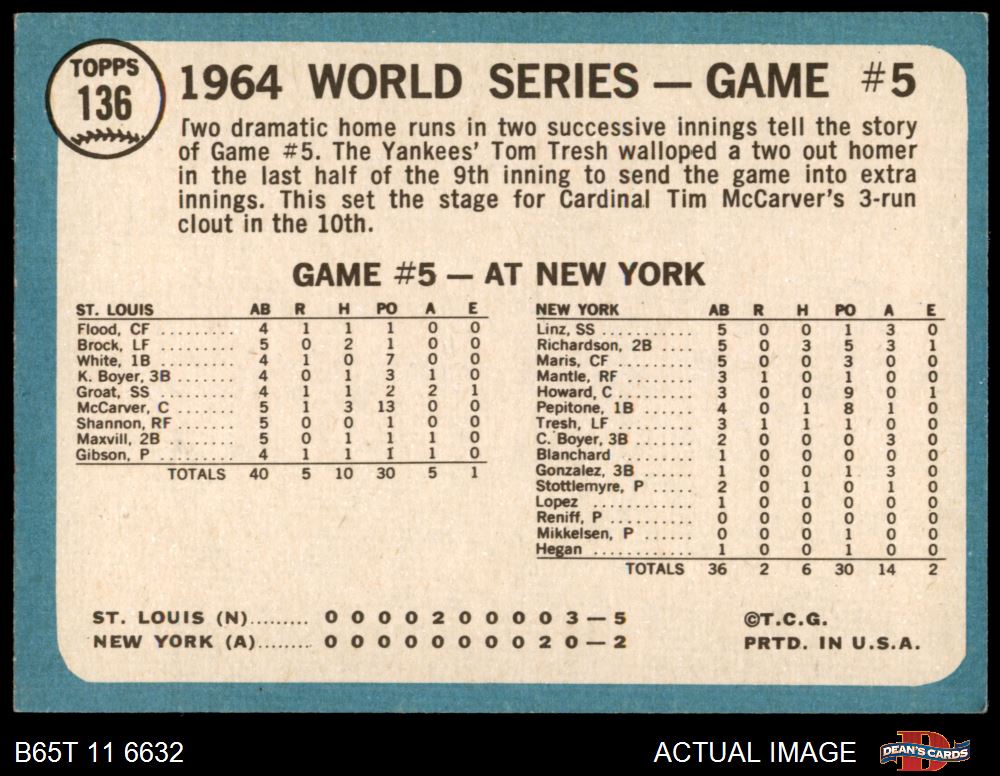 TOPPS
136
1964 WORLD SERIES — GAME #5
Two dramatic home runs in two successive innings tell the story
of Game #5. The Yankees' Tom Tresh walloped a two out homer
in the last half of the 9th inning to send the game into extra
innings. This set the stage for Cardinal Tim McCarver's 3-run
clout in the 10th.
GAME #5 — AT NEW YORK
ST. LOUIS AB R H PO A E
Flood, CF ......... 4 1 1 1 0 0
Brock, LF ......... 5 0 2 1 0 0
White, 1B ......... 4 1 0 7 0 0
K. Boyer, 3B ........ 4 0 1 3 1 0
Groat, SS ......... 4 1 1 2 2 1
McCarver, C ....... 5 1 3 13 0 0
Shannon, RF ........ 5 0 0 1 0 0
Maxvill, 2B ........ 5 0 1 1 1 0
Gibson, P .......... 4 1 1 1 1 0
TOTALS 40 5 10 30 5 1
NEW YORK AB R H PO A E
Linz, SS ........... 5 0 0 1 3 0
Richardson, 2B .... 5 0 3 5 3 1
Maris, CF .......... 5 0 0 3 0 0
Mantle, RF ........ 3 1 0 1 0 0
Howard, C ......... 3 0 0 9 0 1
Pepitone, 1B ...... 4 0 1 8 1 0
Tresh, LF ......... 3 1 1 1 0 0
C. Boyer, 3B ....... 2 0 0 0 3 0
Blanchard ......... 1 0 0 0 0 0
Gonzalez, 3B ...... 1 0 0 1 3 0
Stottlemyre, P ..... 2 0 1 0 1 0
Lopez ............ 1 0 0 0 0 0
Reniff, P .......... 0 0 0 0 0 0
Mikkelsen, P ...... 0 0 0 1 0 0
Hegan ............ 1 0 0 1 0 0
TOTALS 36 2 6 30 14 2
ST. LOUIS (N)......... 0 0 0 0 2 0 0 0 0 3 — 5
NEW YORK (A)........ 0 0 0 0 0 0 0 0 2 0 — 2
©T.C.G.
PRTD. IN U.S.A.
B65T 11 6632
ACTUAL IMAGE
D
DEAN'S CARDS